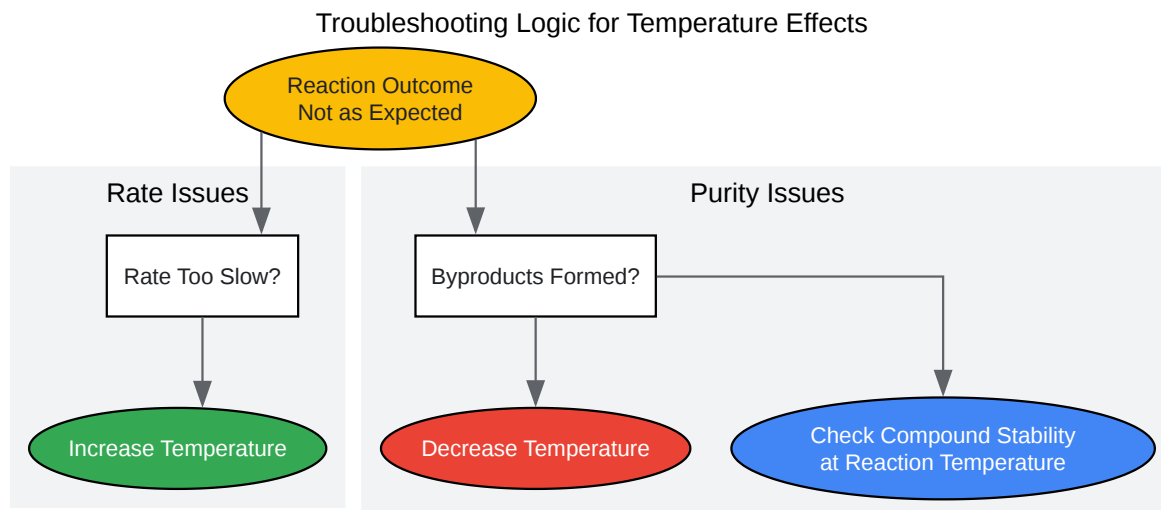 Troubleshooting Logic for Temperature Effects
Reaction Outcome
Not as Expected
Rate Issues
Purity Issues
Rate Too Slow?
Byproducts Formed?
Increase Temperature
Decrease Temperature
Check Compound Stability
at Reaction Temperature